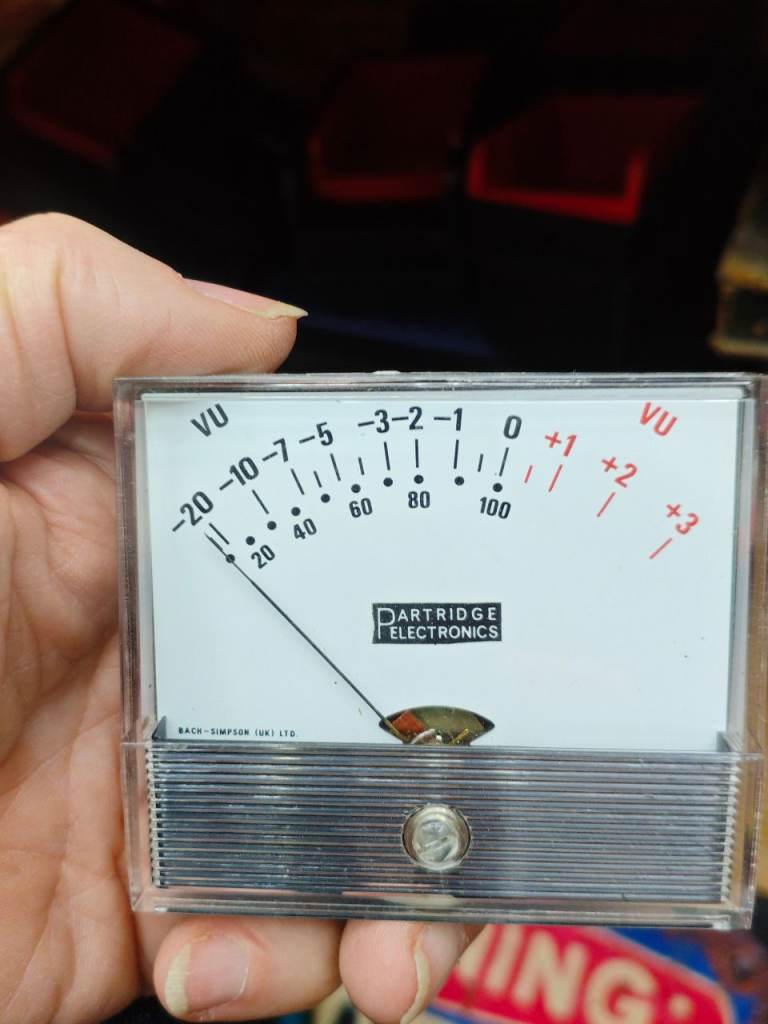 VU
-20 -10 -7 -5 -3 -2 -1 0 +1 +2 +3
VU
20 40 60 80 100
PARTRIDGE
ELECTRONICS
BACH-SIMPSON (UK) LTD.
NING